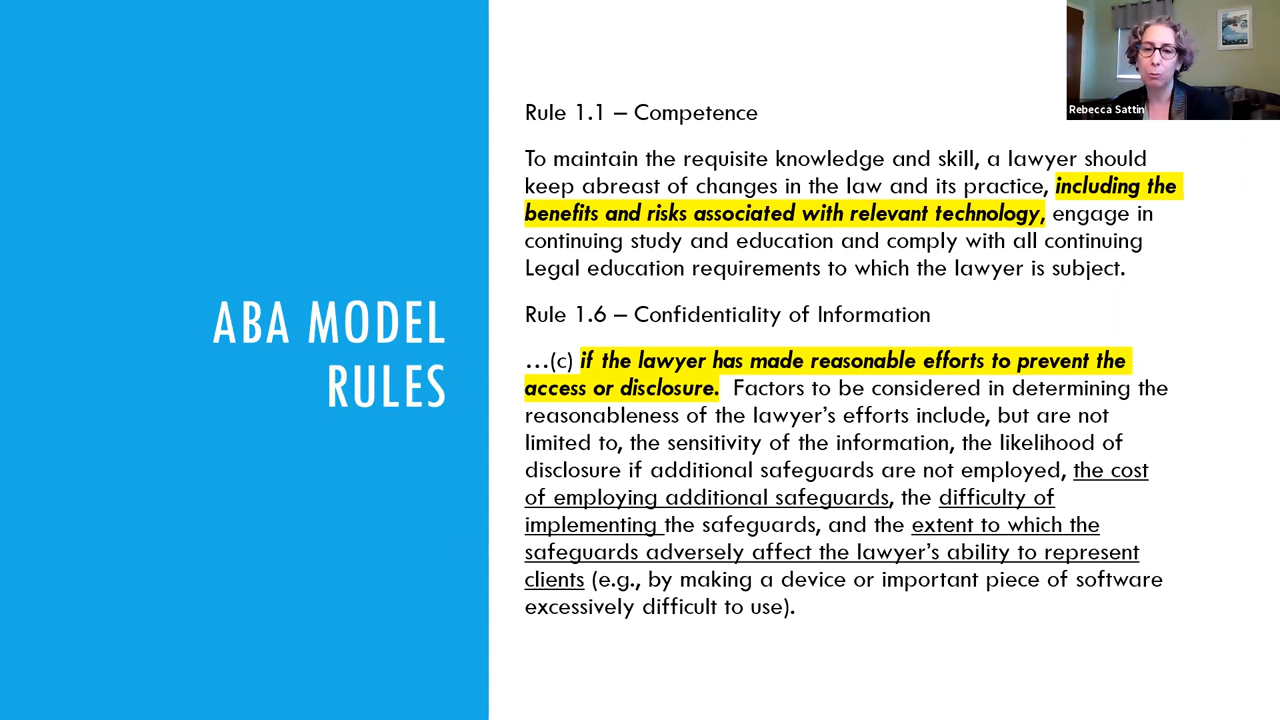 ABA MODEL
RULES
Rule 1.1 – Competence
To maintain the requisite knowledge and skill, a lawyer should
keep abreast of changes in the law and its practice, including the
benefits and risks associated with relevant technology, engage in
continuing study and education and comply with all continuing
Legal education requirements to which the lawyer is subject.
Rule 1.6 – Confidentiality of Information
…(c) if the lawyer has made reasonable efforts to prevent the
access or disclosure. Factors to be considered in determining the
reasonableness of the lawyer’s efforts include, but are not
limited to, the sensitivity of the information, the likelihood of
disclosure if additional safeguards are not employed, the cost
of employing additional safeguards, the difficulty of
implementing the safeguards, and the extent to which the
safeguards adversely affect the lawyer’s ability to represent
clients (e.g., by making a device or important piece of software
excessively difficult to use).
Rebecca Sattin